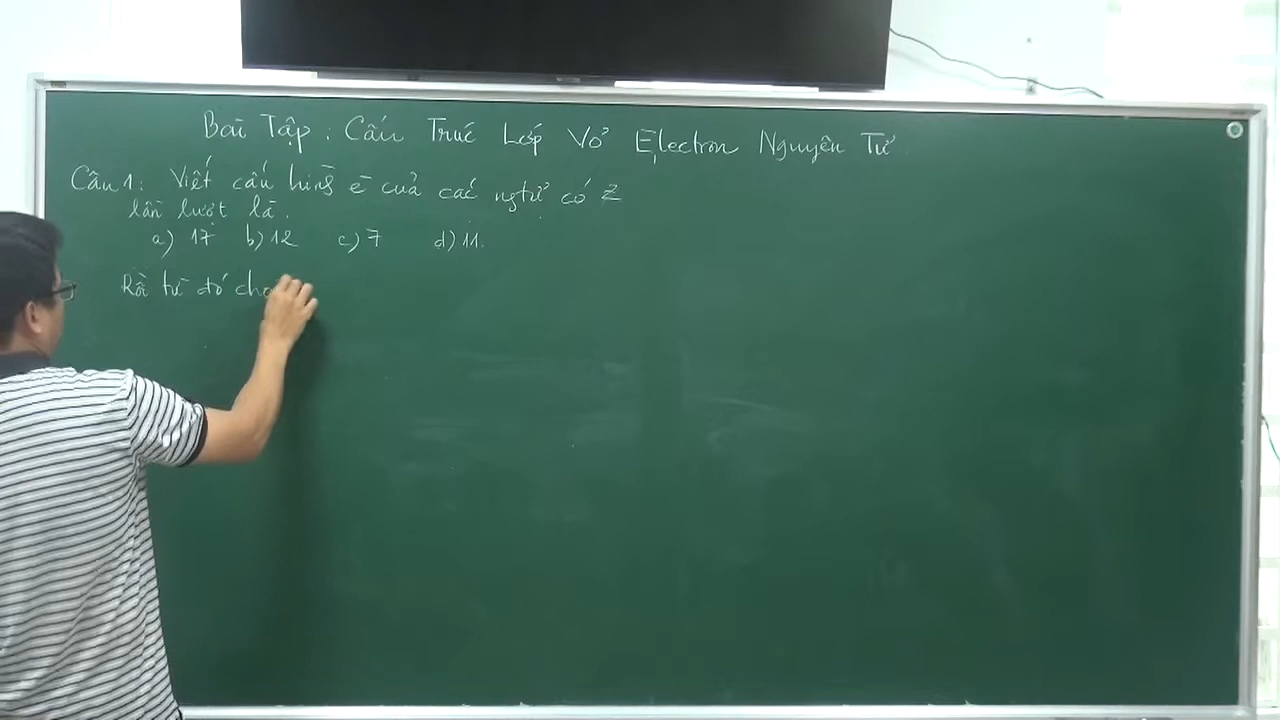 Bài Tập : Cấu Trúc Lớp Vỏ Electron Nguyên Tử
Câu 1: Viết cấu hình e của các ngtử có Z
lần lượt là.
a) 17 b) 12 c) 7 d) 11.
Rồi từ đó